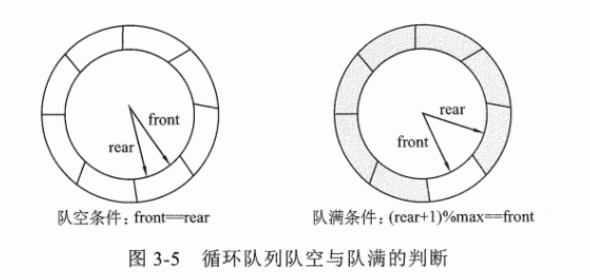 front
rear
rear
front
队空条件：front==rear
队满条件：(rear+1)%max==front
图 3-5 循环队列队空与队满的判断